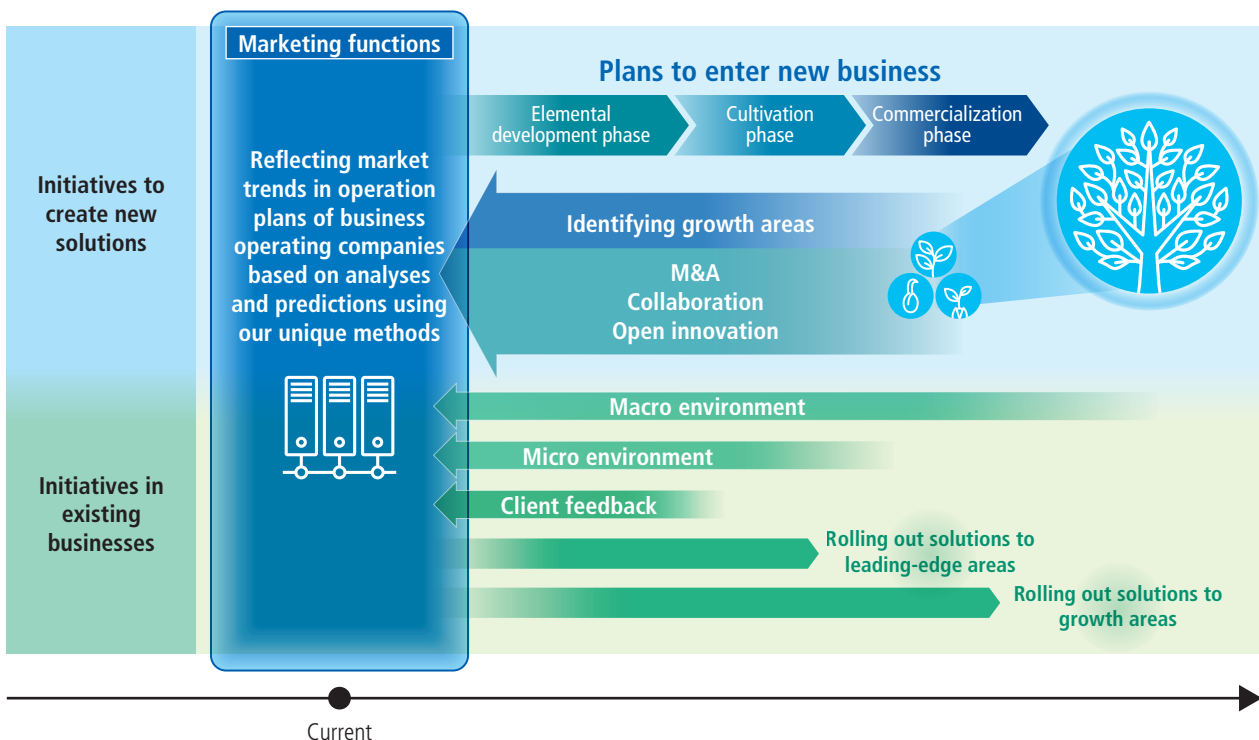 Marketing functions
Plans to enter new business
Elemental
development phase
Cultivation
phase
Commercialization
phase
Initiatives to
create new
solutions
Reflecting market
trends in operation
plans of business
operating companies
based on analyses
and predictions using
our unique methods
Identifying growth areas
M&A
Collaboration
Open innovation
Initiatives in
existing
businesses
Macro environment
Micro environment
Client feedback
Rolling out solutions to
leading-edge areas
Rolling out solutions to
growth areas
Current